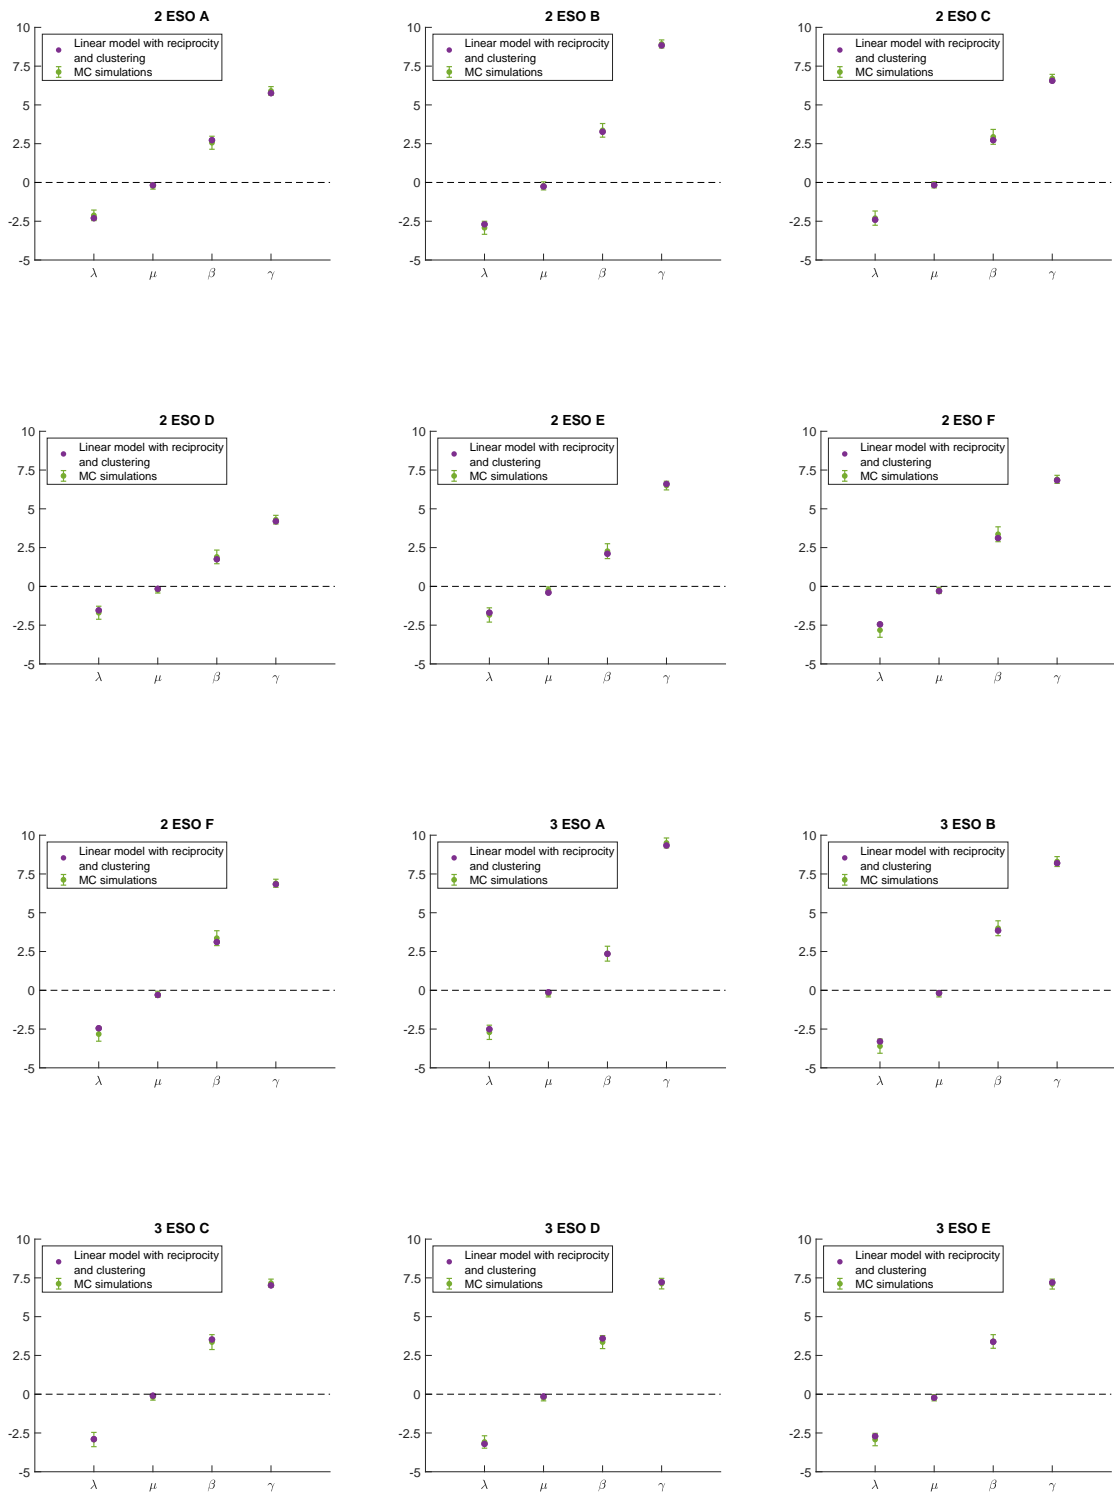 2 ESO A
10
7.5
5
2.5
0
-2.5
-5
Linear model with reciprocity
and clustering
MC simulations
λ μ β γ
2 ESO B
10
7.5
5
2.5
0
-2.5
-5
Linear model with reciprocity
and clustering
MC simulations
λ μ β γ
2 ESO C
10
7.5
5
2.5
0
-2.5
-5
Linear model with reciprocity
and clustering
MC simulations
λ μ β γ
2 ESO D
10
7.5
5
2.5
0
-2.5
-5
Linear model with reciprocity
and clustering
MC simulations
λ μ β γ
2 ESO E
10
7.5
5
2.5
0
-2.5
-5
Linear model with reciprocity
and clustering
MC simulations
λ μ β γ
2 ESO F
10
7.5
5
2.5
0
-2.5
-5
Linear model with reciprocity
and clustering
MC simulations
λ μ β γ
2 ESO F
10
7.5
5
2.5
0
-2.5
-5
Linear model with reciprocity
and clustering
MC simulations
λ μ β γ
3 ESO A
10
7.5
5
2.5
0
-2.5
-5
Linear model with reciprocity
and clustering
MC simulations
λ μ β γ
3 ESO B
10
7.5
5
2.5
0
-2.5
-5
Linear model with reciprocity
and clustering
MC simulations
λ μ β γ
3 ESO C
10
7.5
5
2.5
0
-2.5
-5
Linear model with reciprocity
and clustering
MC simulations
λ μ β γ
3 ESO D
10
7.5
5
2.5
0
-2.5
-5
Linear model with reciprocity
and clustering
MC simulations
λ μ β γ
3 ESO E
10
7.5
5
2.5
0
-2.5
-5
Linear model with reciprocity
and clustering
MC simulations
λ μ β γ